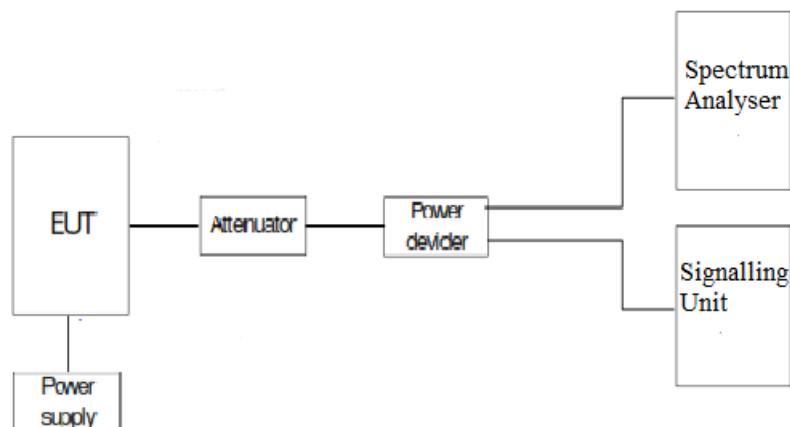 Spectrum
Analyser
EUT
Attenuator
Power
devider
Signalling
Unit
Power
supply